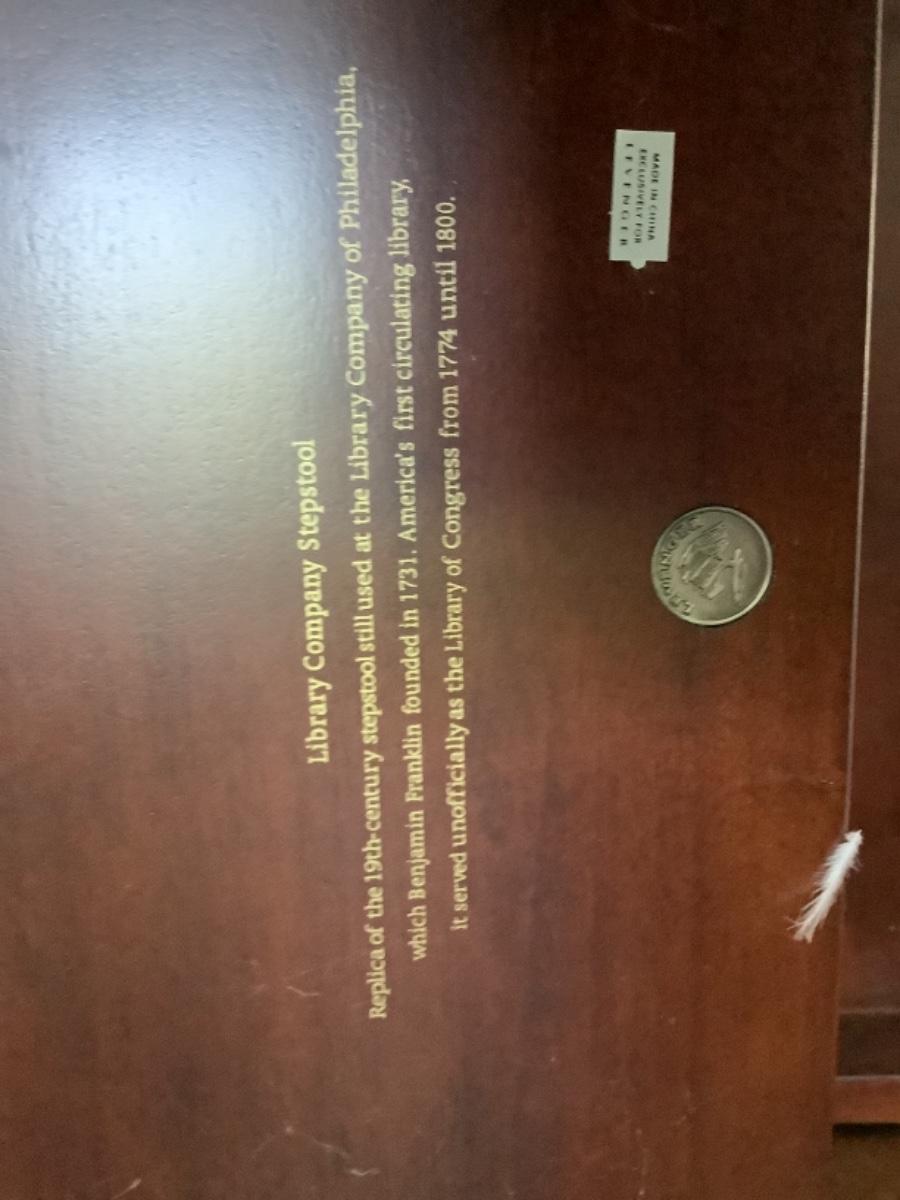 Library Company Stepstool
Replica of the 19th-century stepstool still used at the Library Company of Philadelphia,
which Benjamin Franklin founded in 1731. America's first circulating library,
it served unofficially as the Library of Congress from 1774 until 1800.
MADE IN CHINA
EXCLUSIVELY FOR
LEVENGER
LEVENGER